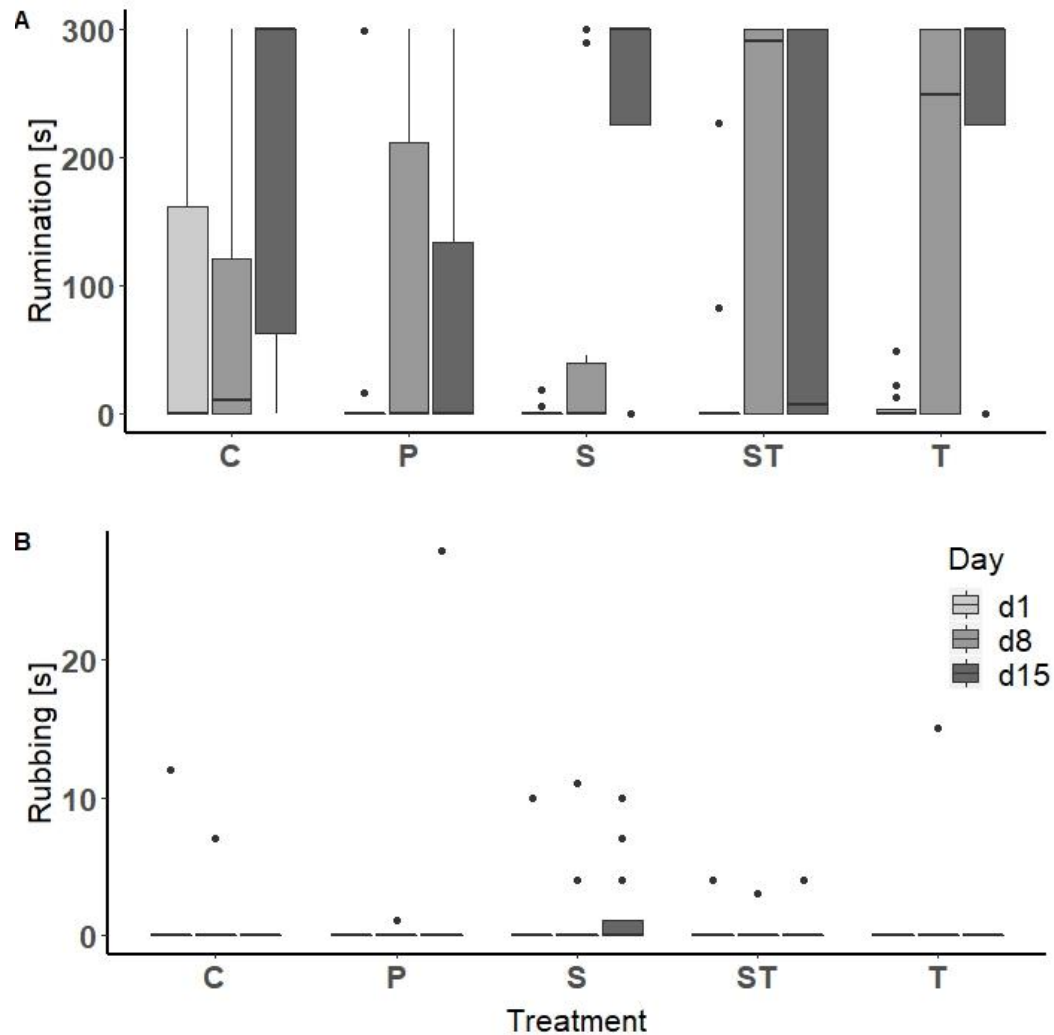 A
300
200
100
0
Rumination [s]
C P S ST T
B
20
10
0
Rubbing [s]
Day
d1
d8
d15
C P S ST T
Treatment